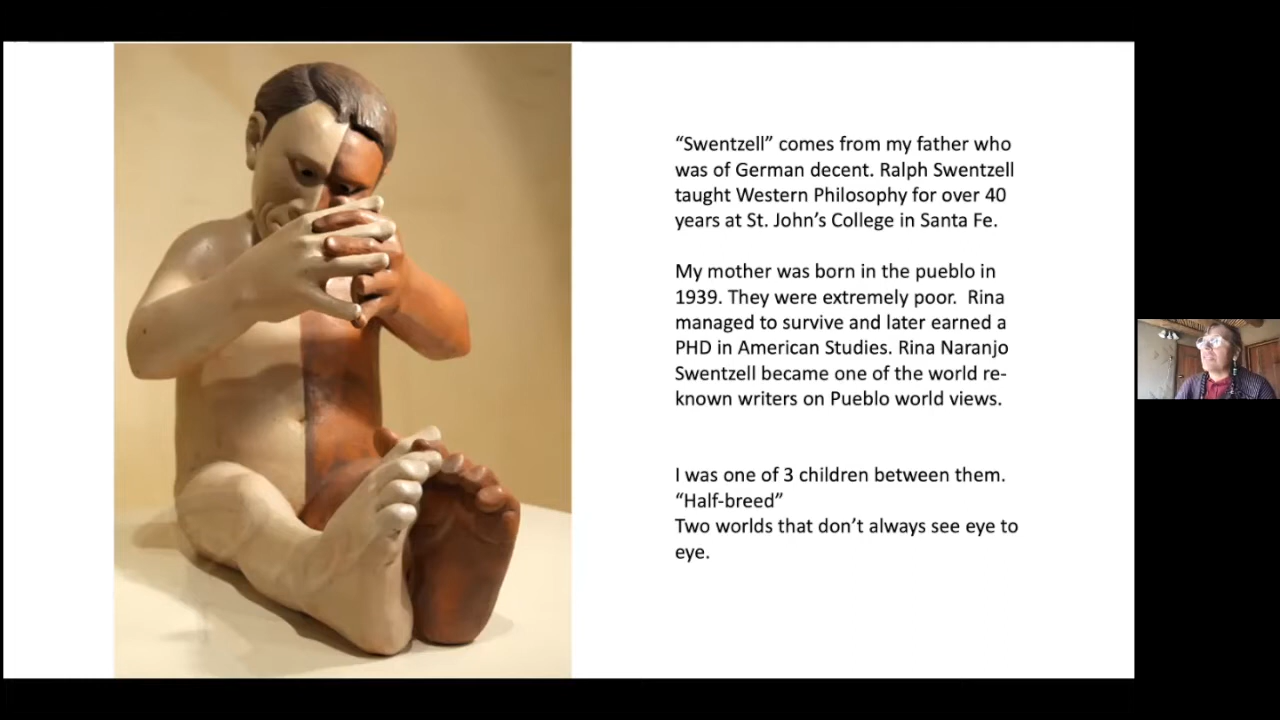 “Swentzell” comes from my father who
was of German decent. Ralph Swentzell
taught Western Philosophy for over 40
years at St. John’s College in Santa Fe.
My mother was born in the pueblo in
1939. They were extremely poor.  Rina
managed to survive and later earned a
PHD in American Studies. Rina Naranjo
Swentzell became one of the world re-
known writers on Pueblo world views.
I was one of 3 children between them.
“Half-breed”
Two worlds that don’t always see eye to
eye.